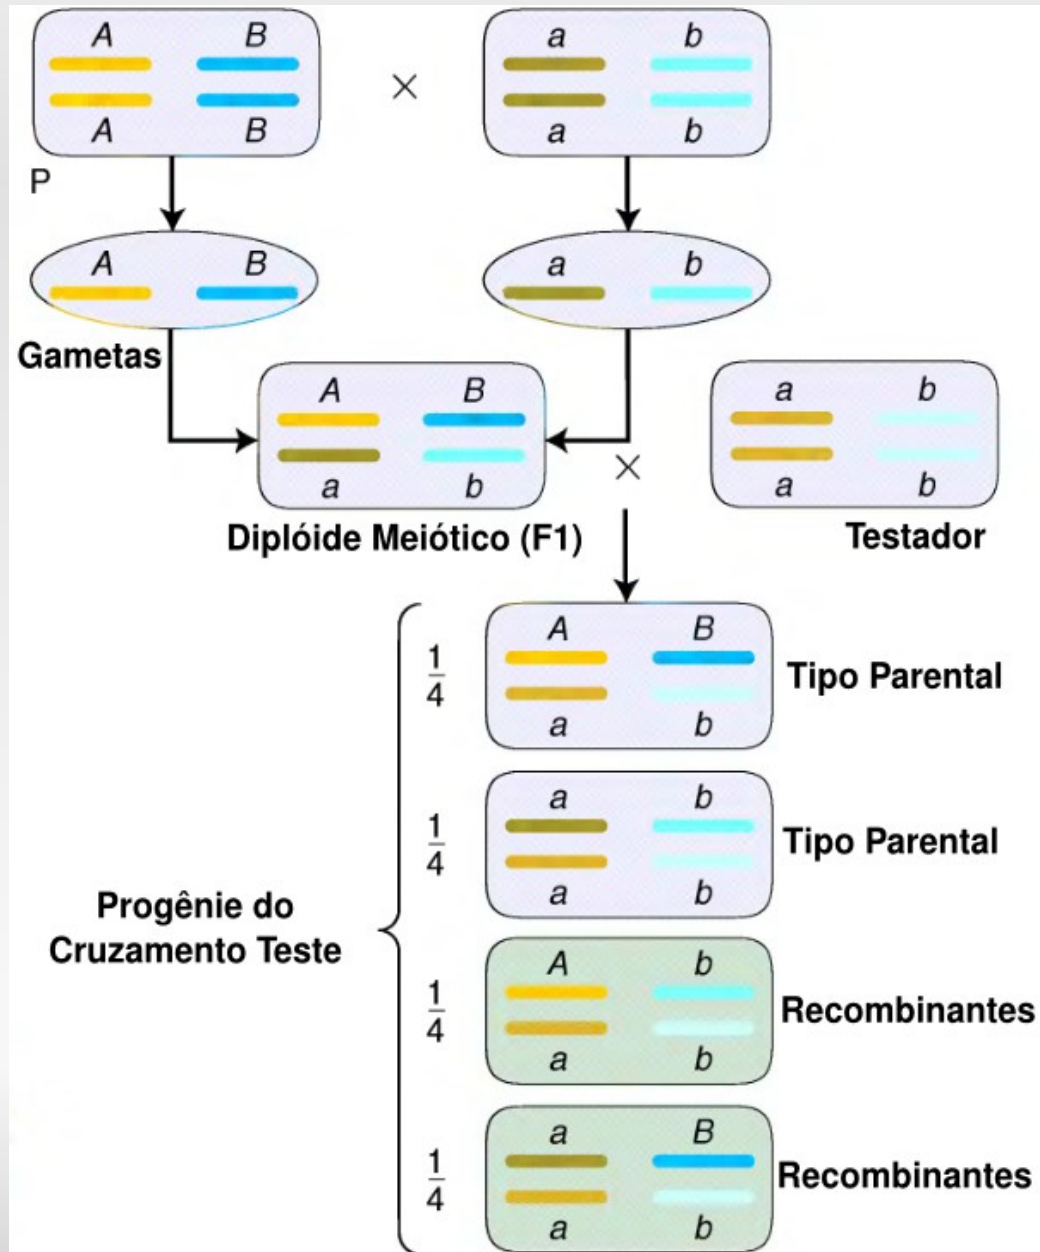 A B
A B
×
a b
a b
P
A B
a b
Gametas
A B
a b
×
a b
a b
Diplóide Meiótico (F1)
Testador
Progênie do
Cruzamento Teste
1/4
A B
a b
Tipo Parental
1/4
a b
a b
Tipo Parental
1/4
A b
a b
Recombinantes
1/4
a B
a b
Recombinantes